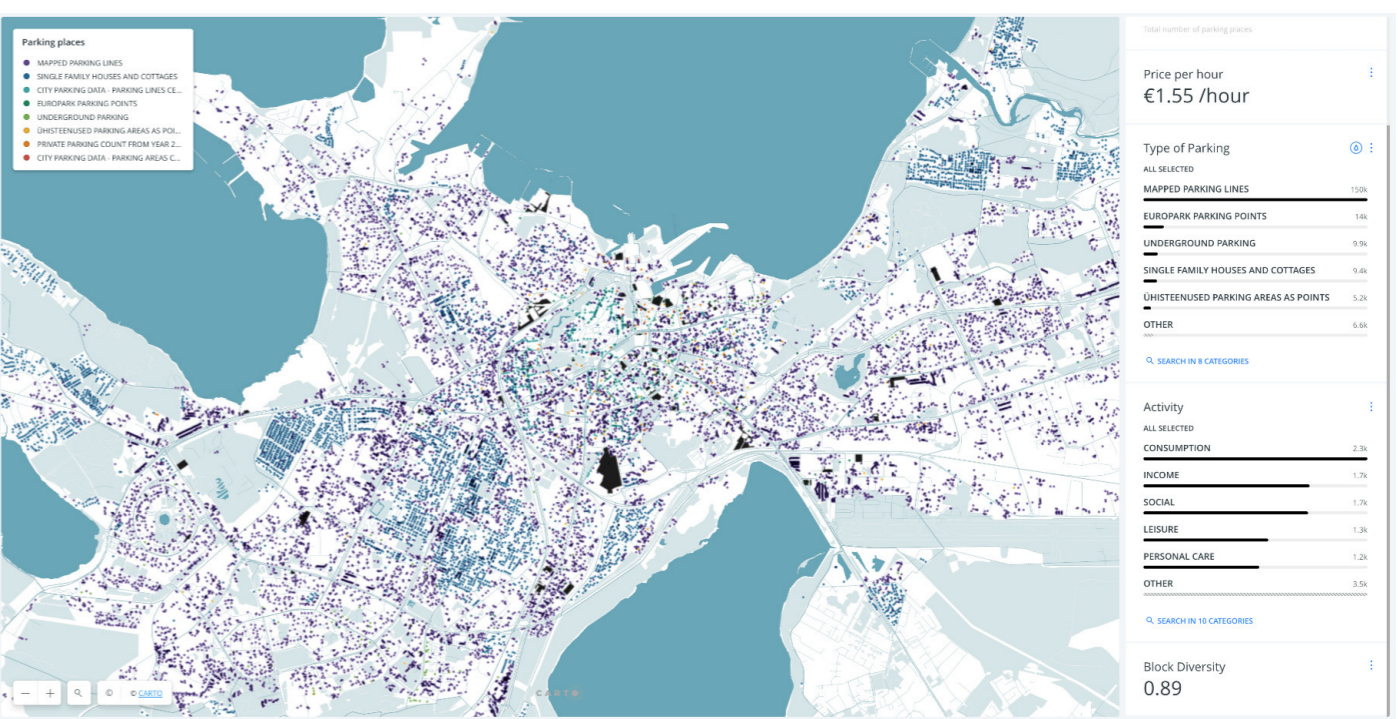 Parking places
MAPPED PARKING LINES
SINGLE FAMILY HOUSES AND COTTAGES
CITY PARKING DATA - PARKING LINES CE...
EUROPARK PARKING POINTS
UNDERGROUND PARKING
ÜHISTEENUSED PARKING AREAS AS POI...
PRIVATE PARKING COUNT FROM YEAR 2...
CITY PARKING DATA - PARKING AREAS C...
© CARTO
CARTO
Total number of parking places
Price per hour
€1.55 /hour
Type of Parking
ALL SELECTED
MAPPED PARKING LINES 150k
EUROPARK PARKING POINTS 14k
UNDERGROUND PARKING 9.9k
SINGLE FAMILY HOUSES AND COTTAGES 9.4k
ÜHISTEENUSED PARKING AREAS AS POINTS 5.2k
OTHER 6.6k
SEARCH IN 8 CATEGORIES
Activity
ALL SELECTED
CONSUMPTION 2.3k
INCOME 1.7k
SOCIAL 1.7k
LEISURE 1.3k
PERSONAL CARE 1.2k
OTHER 3.5k
SEARCH IN 10 CATEGORIES
Block Diversity
0.89